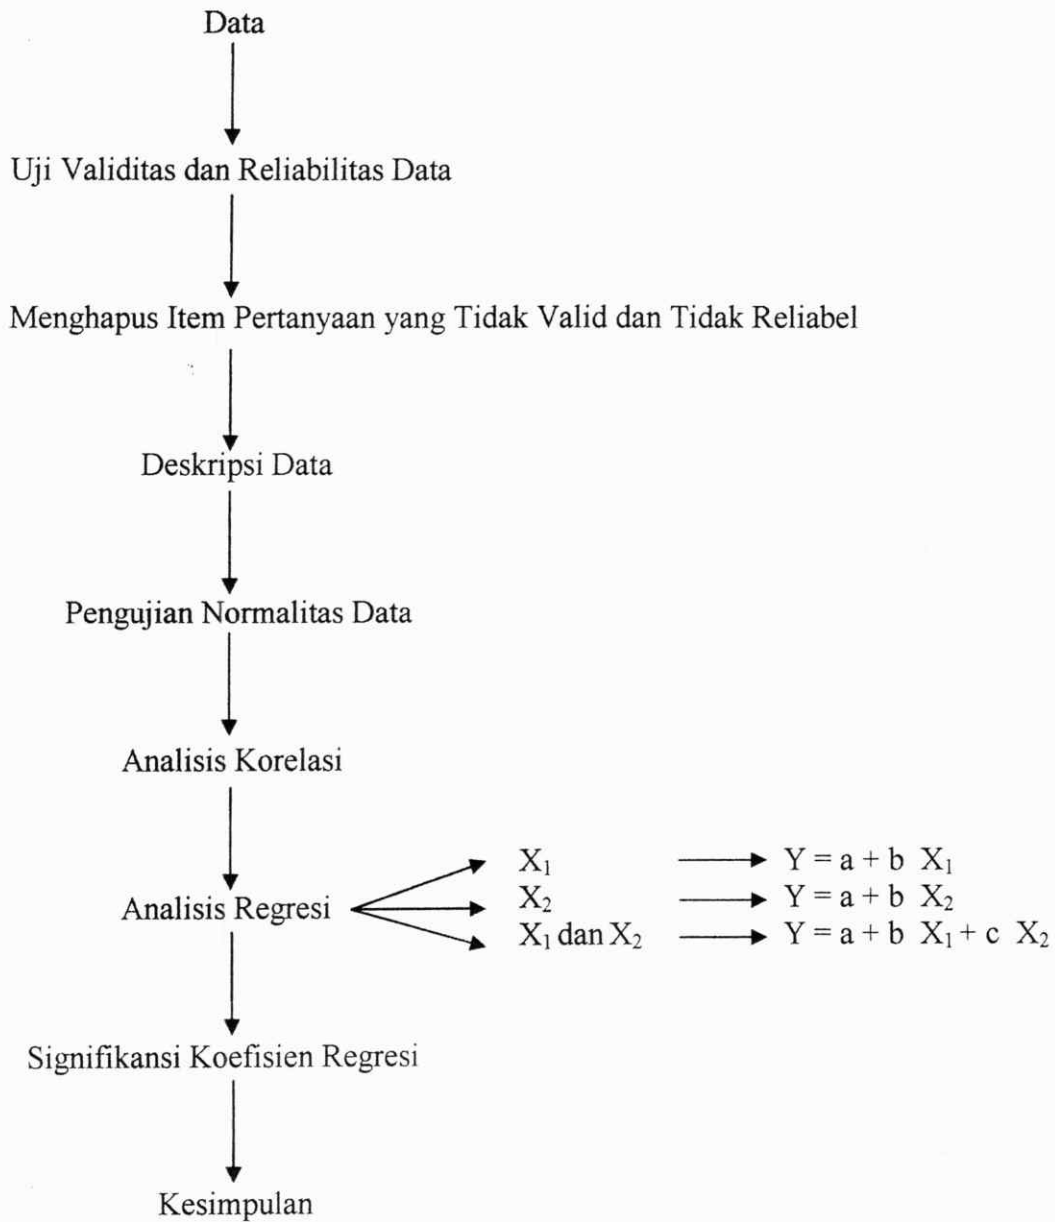 Data
Uji Validitas dan Reliabilitas Data
Menghapus Item Pertanyaan yang Tidak Valid dan Tidak Reliabel
Deskripsi Data
Pengujian Normalitas Data
Analisis Korelasi
X₁ Y = a + b X₁
Analisis Regresi X₂ Y = a + b X₂
X₁ dan X₂ Y = a + b X₁ + c X₂
Signifikansi Koefisien Regresi
Kesimpulan